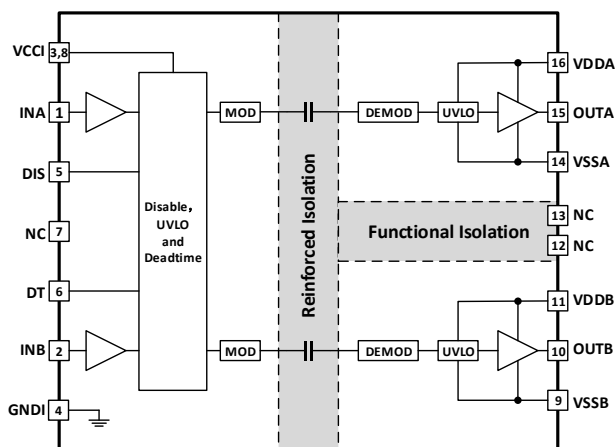 VCCI 3,8
INA 1
DIS 5
NC 7
DT 6
INB 2
GNDI 4
Disable,
UVLO
and
Deadtime
MOD
MOD
Reinforced Isolation
DEMOD
UVLO
Functional Isolation
DEMOD
UVLO
16 VDDA
15 OUTA
14 VSSA
13 NC
12 NC
11 VDDB
10 OUTB
9 VSSB